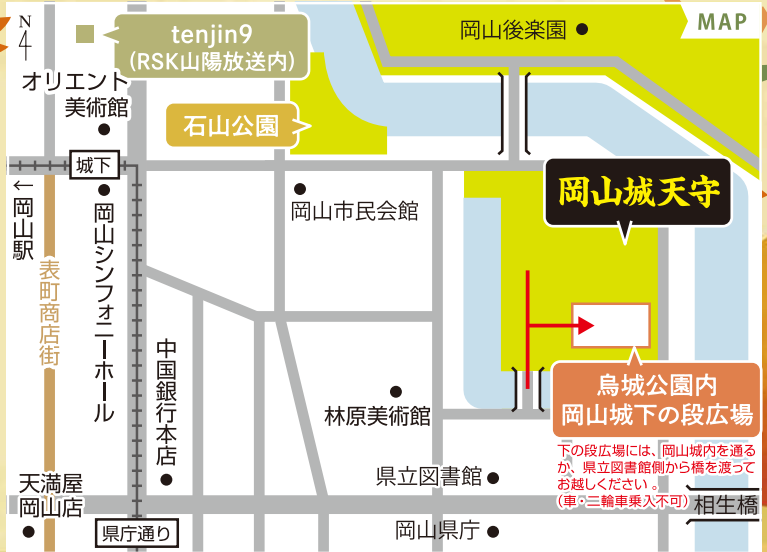 MAP
N
tenjin9
(RSK山陽放送内)
岡山後楽園
オリエント
美術館
石山公園
城下
←岡山駅
岡山市民会館
岡山城天守
岡山シンフォニーホール
表町商店街
中国銀行本店
林原美術館
烏城公園内
岡山城下の段広場
下の段広場には、岡山城内を通る
か、県立図書館側から橋を渡って
お越しください。
(車・二輪車乗入不可)
県立図書館
天満屋
岡山店
相生橋
県庁通り
岡山県庁